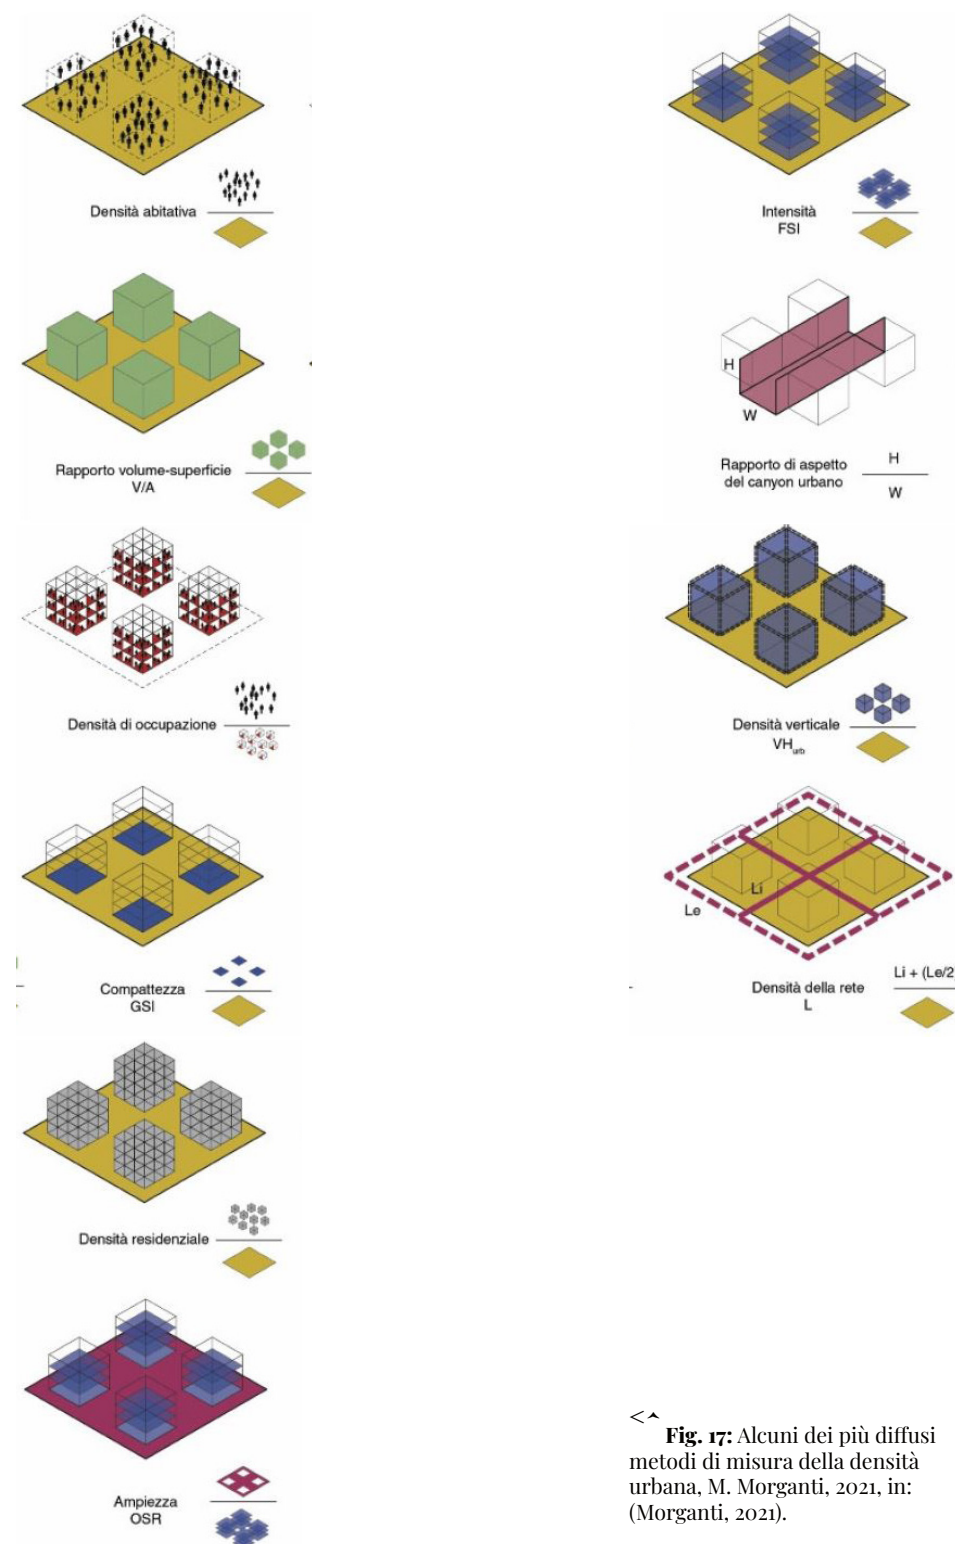 Densità abitativa
Intensità
FSI
Rapporto volume-superficie
V/A
H
W
Rapporto di aspetto
del canyon urbano
H
W
Densità di occupazione
Densità verticale
VHurb
Compattezza
GSI
Li
Le
Densità della rete
L
Li + (Le/2
Densità residenziale
Ampiezza
OSR
<^
Fig. 17: Alcuni dei più diffusi
metodi di misura della densità
urbana, M. Morganti, 2021, in:
(Morganti, 2021).